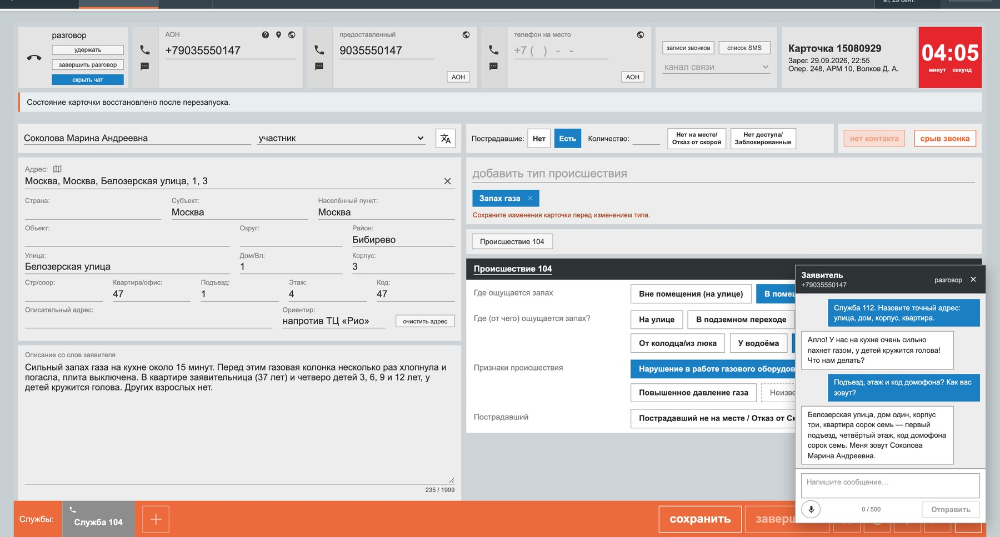 разговор
удержать
завершить разговор
скрыть чат
АОН
+79035550147
предоставленный
9035550147
АОН
телефон на место
+7 ( ) - -
АОН
записи звонков
список SMS
канал связи
Карточка 15080929
Зарег. 29.09.2026, 22:55
Опер. 248, АРМ 10, Волков Д. А.
04:05
минут секунд
Состояние карточки восстановлено после перезапуска.
Соколова Марина Андреевна
участник
Пострадавшие:
Нет
Есть
Количество:
Нет на месте/
Отказ от скорой
Нет доступа/
Заблокированные
нет контакта
срыв звонка
Адрес:
Москва, Москва, Белозерская улица, 1, 3
Страна:
Субъект:
Населённый пункт:
Москва
Москва
Объект:
Округ:
Район:
Бибирево
Улица:
Дом/Вл:
Корпус:
Белозерская улица
1
3
Стр/соор:
Квартира/офис:
Подъезд:
Этаж:
Код:
47
1
4
47
Описательный адрес:
Ориентир:
напротив ТЦ «Рио»
очистить адрес
Описание со слов заявителя
Сильный запах газа на кухне около 15 минут. Перед этим газовая колонка несколько раз хлопнула и
погасла, плита выключена. В квартире заявительница (37 лет) и четверо детей 3, 6, 9 и 12 лет, у
детей кружится голова. Других взрослых нет.
235 / 1999
добавить тип происшествия
Запах газа
Сохраните изменения карточки перед изменением типа.
Происшествие 104
Происшествие 104
Где ощущается запах
Вне помещения (на улице)
В
Где (от чего) ощущается запах?
На улице
В подземном переходе
От колодца/из люка
У водоёма
Признаки происшествия
Нарушение в работе газового
Повышенное давление газа
Пострадавший
Пострадавший не на месте / Отказ от
Заявитель
+79035550147
разговор
Служба 112. Назовите точный адрес:
улица, дом, корпус, квартира.
Алло! У нас на кухне очень сильно
пахнет газом, у детей кружится голова!
Что нам делать?
Подъезд, этаж и код домофона? Как вас
зовут?
Белозерская улица, дом один, корпус
три, квартира сорок семь — первый
подъезд, четвёртый этаж, код домофона
сорок семь. Меня зовут Соколова
Марина Андреевна.
Напишите сообщение…
0 / 500
Отправить
Службы:
Служба 104
сохранить